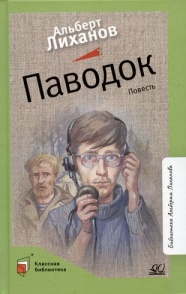 Альберт
Лиханов
Паводок
Повесть
Библиотека Альберта Лиханова
Классная
библиотека